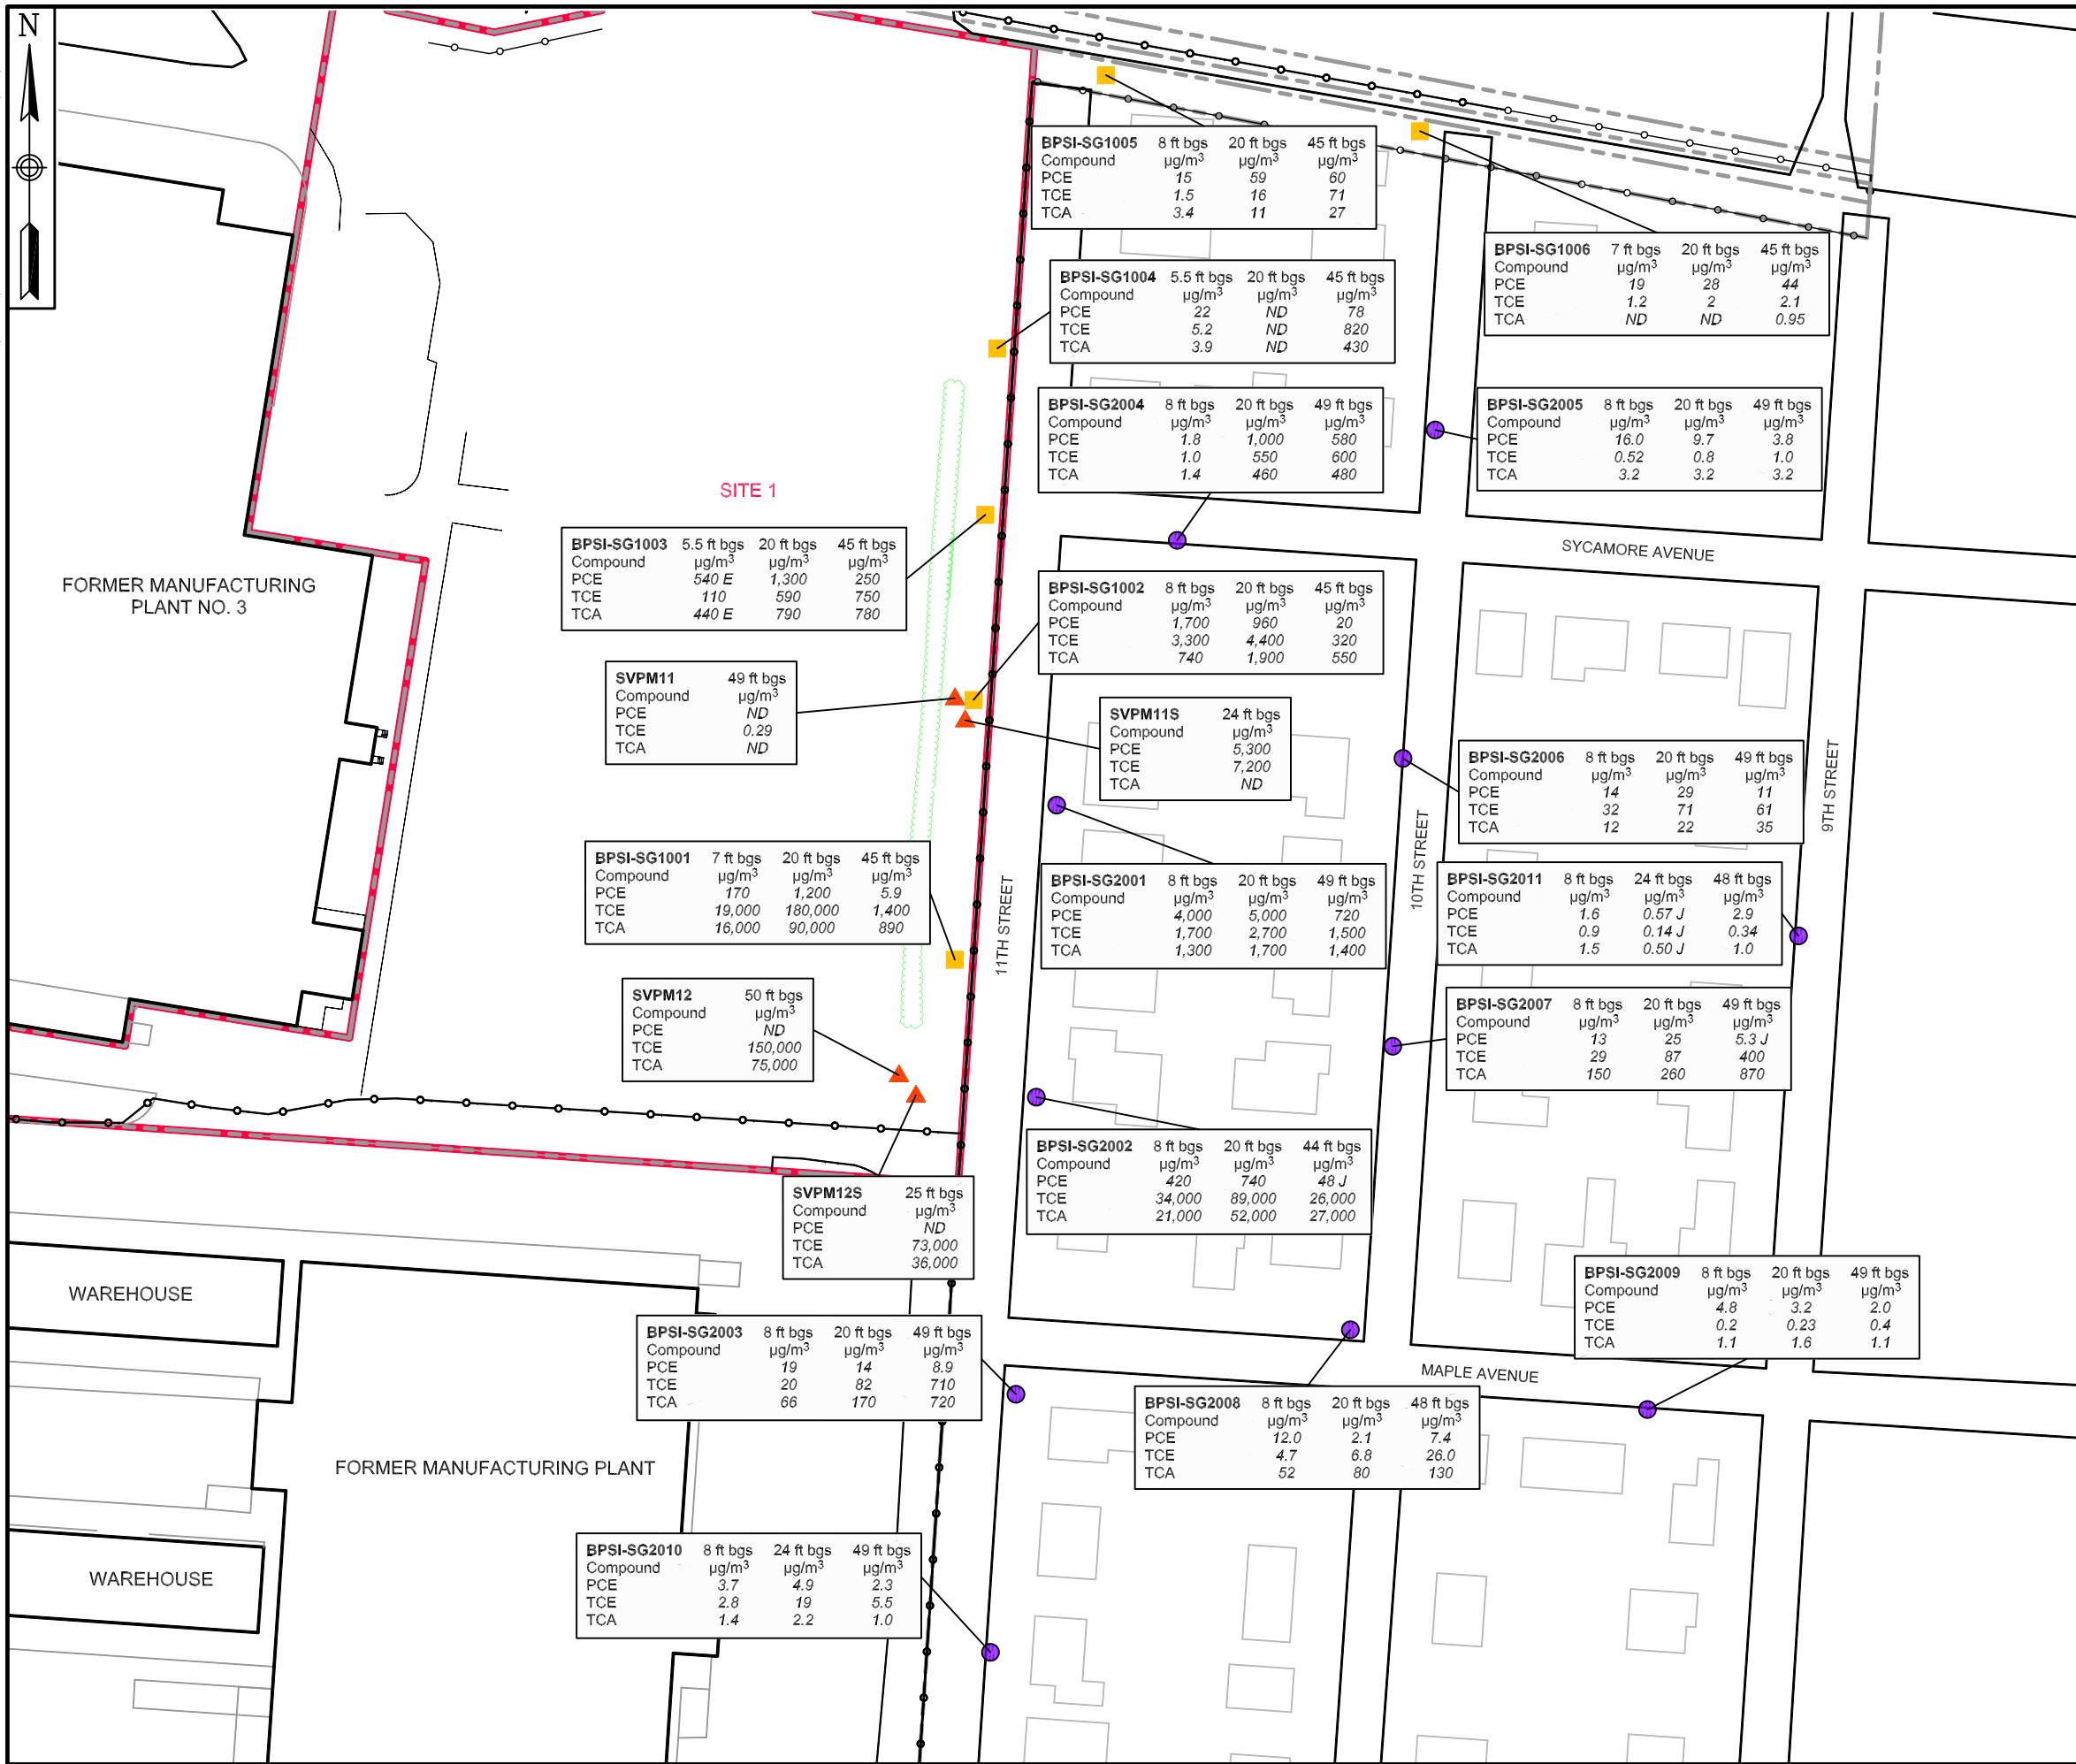 N
BPSI-SG1005 8 ft bgs 20 ft bgs 45 ft bgs
Compound µg/m³ µg/m³ µg/m³
PCE 15 59 60
TCE 1.5 16 71
TCA 3.4 11 27
BPSI-SG1006 7 ft bgs 20 ft bgs 45 ft bgs
Compound µg/m³ µg/m³ µg/m³
PCE 19 28 44
TCE 1.2 2 2.1
TCA ND ND 0.95
BPSI-SG1004 5.5 ft bgs 20 ft bgs 45 ft bgs
Compound µg/m³ µg/m³ µg/m³
PCE 22 ND 78
TCE 5.2 ND 820
TCA 3.9 ND 430
BPSI-SG2004 8 ft bgs 20 ft bgs 49 ft bgs
Compound µg/m³ µg/m³ µg/m³
PCE 1.8 1,000 580
TCE 1.0 550 600
TCA 1.4 460 480
BPSI-SG2005 8 ft bgs 20 ft bgs 49 ft bgs
Compound µg/m³ µg/m³ µg/m³
PCE 16.0 9.7 3.8
TCE 0.52 0.8 1.0
TCA 3.2 3.2 3.2
SITE 1
BPSI-SG1003 5.5 ft bgs 20 ft bgs 45 ft bgs
Compound µg/m³ µg/m³ µg/m³
PCE 540 E 1,300 250
TCE 110 590 750
TCA 440 E 790 780
SYCAMORE AVENUE
FORMER MANUFACTURING
PLANT NO. 3
BPSI-SG1002 8 ft bgs 20 ft bgs 45 ft bgs
Compound µg/m³ µg/m³ µg/m³
PCE 1,700 960 20
TCE 3,300 4,400 320
TCA 740 1,900 550
SVPM11 49 ft bgs
Compound µg/m³
PCE ND
TCE 0.29
TCA ND
SVPM11S 24 ft bgs
Compound µg/m³
PCE 5,300
TCE 7,200
TCA ND
BPSI-SG2006 8 ft bgs 20 ft bgs 49 ft bgs
Compound µg/m³ µg/m³ µg/m³
PCE 14 29 11
TCE 32 71 61
TCA 12 22 35
9TH STREET
10TH STREET
11TH STREET
BPSI-SG1001 7 ft bgs 20 ft bgs 45 ft bgs
Compound µg/m³ µg/m³ µg/m³
PCE 170 1,200 5.9
TCE 19,000 180,000 1,400
TCA 16,000 90,000 890
BPSI-SG2001 8 ft bgs 20 ft bgs 49 ft bgs
Compound µg/m³ µg/m³ µg/m³
PCE 4,000 5,000 720
TCE 1,700 2,700 1,500
TCA 1,300 1,700 1,400
BPSI-SG2011 8 ft bgs 24 ft bgs 48 ft bgs
Compound µg/m³ µg/m³ µg/m³
PCE 1.6 0.57 J 2.9
TCE 0.9 0.14 J 0.34
TCA 1.5 0.50 J 1.0
SVPM12 50 ft bgs
Compound µg/m³
PCE ND
TCE 150,000
TCA 75,000
BPSI-SG2007 8 ft bgs 20 ft bgs 49 ft bgs
Compound µg/m³ µg/m³ µg/m³
PCE 13 25 5.3 J
TCE 29 87 400
TCA 150 260 870
BPSI-SG2002 8 ft bgs 20 ft bgs 44 ft bgs
Compound µg/m³ µg/m³ µg/m³
PCE 420 740 48 J
TCE 34,000 89,000 26,000
TCA 21,000 52,000 27,000
SVPM12S 25 ft bgs
Compound µg/m³
PCE ND
TCE 73,000
TCA 36,000
WAREHOUSE
BPSI-SG2009 8 ft bgs 20 ft bgs 49 ft bgs
Compound µg/m³ µg/m³ µg/m³
PCE 4.8 3.2 2.0
TCE 0.2 0.23 0.4
TCA 1.1 1.6 1.1
BPSI-SG2003 8 ft bgs 20 ft bgs 49 ft bgs
Compound µg/m³ µg/m³ µg/m³
PCE 19 14 8.9
TCE 20 82 710
TCA 66 170 720
MAPLE AVENUE
BPSI-SG2008 8 ft bgs 20 ft bgs 48 ft bgs
Compound µg/m³ µg/m³ µg/m³
PCE 12.0 2.1 7.4
TCE 4.7 6.8 26.0
TCA 52 80 130
FORMER MANUFACTURING PLANT
BPSI-SG2010 8 ft bgs 24 ft bgs 49 ft bgs
Compound µg/m³ µg/m³ µg/m³
PCE 3.7 4.9 2.3
TCE 2.8 19 5.5
TCA 1.4 2.2 1.0
WAREHOUSE